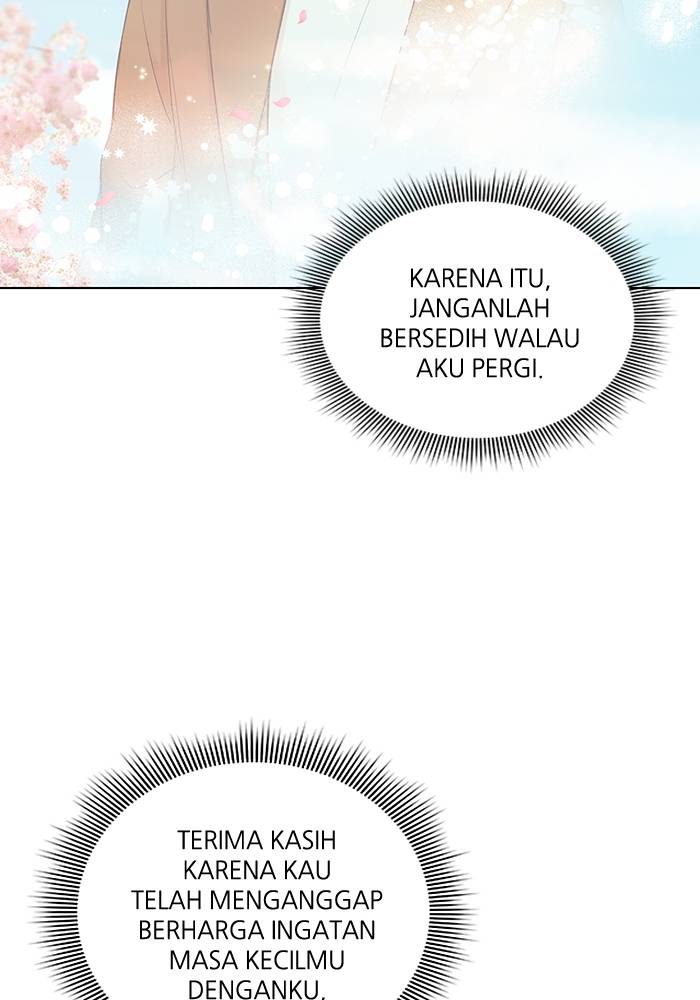 KARENA ITU,
JANGANLAH
BERSEDIH WALAU
AKU PERGI.
TERIMA KASIH
KARENA KAU
TELAH MENGANGGAP
BERHARGA INGATAN
MASA KECILMU
DENGANKU,